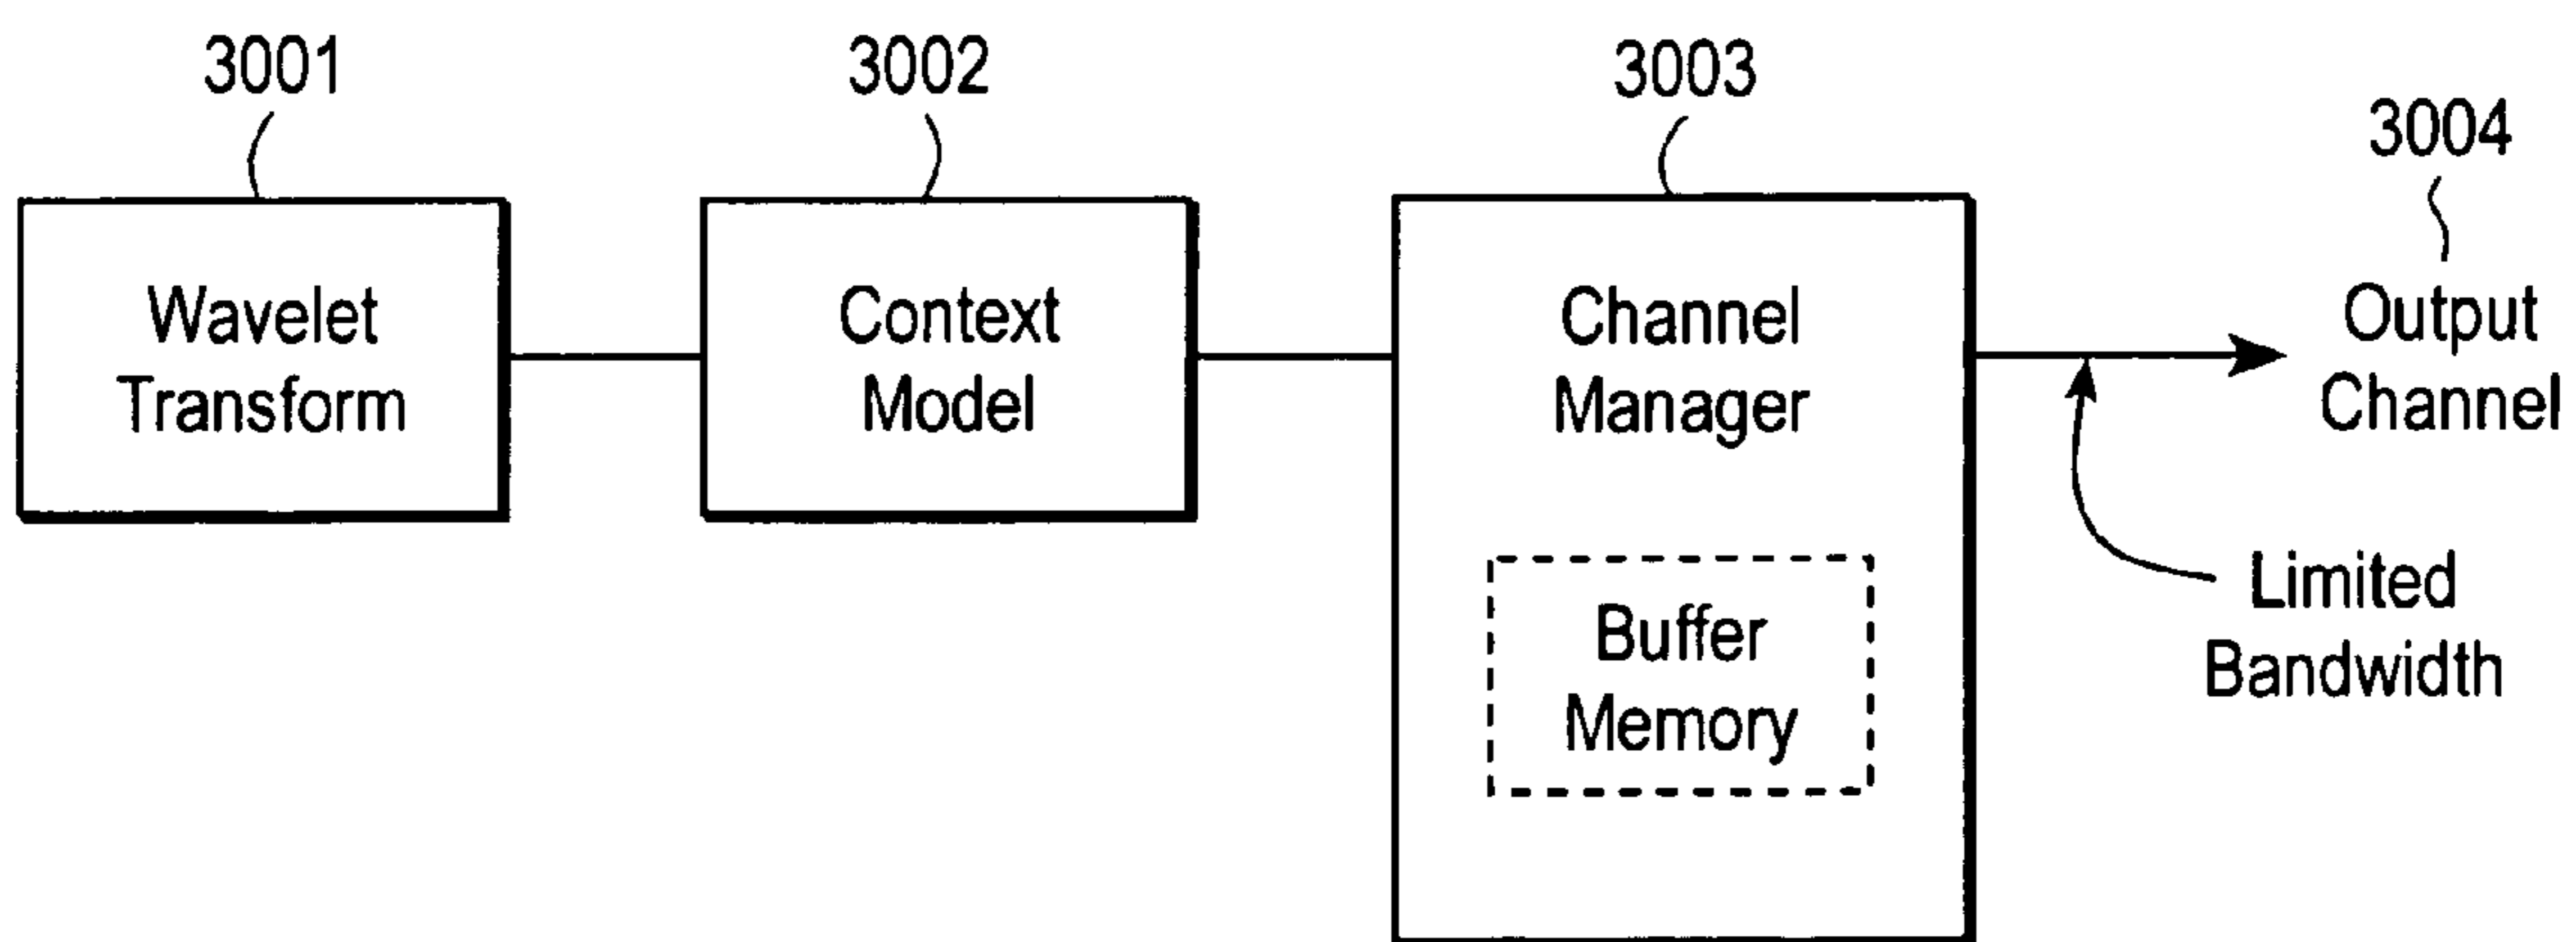 3001
3002
3003
3004
Wavelet
Transform
Context
Model
Channel
Manager
Buffer
Memory
Output
Channel
Limited
Bandwidth